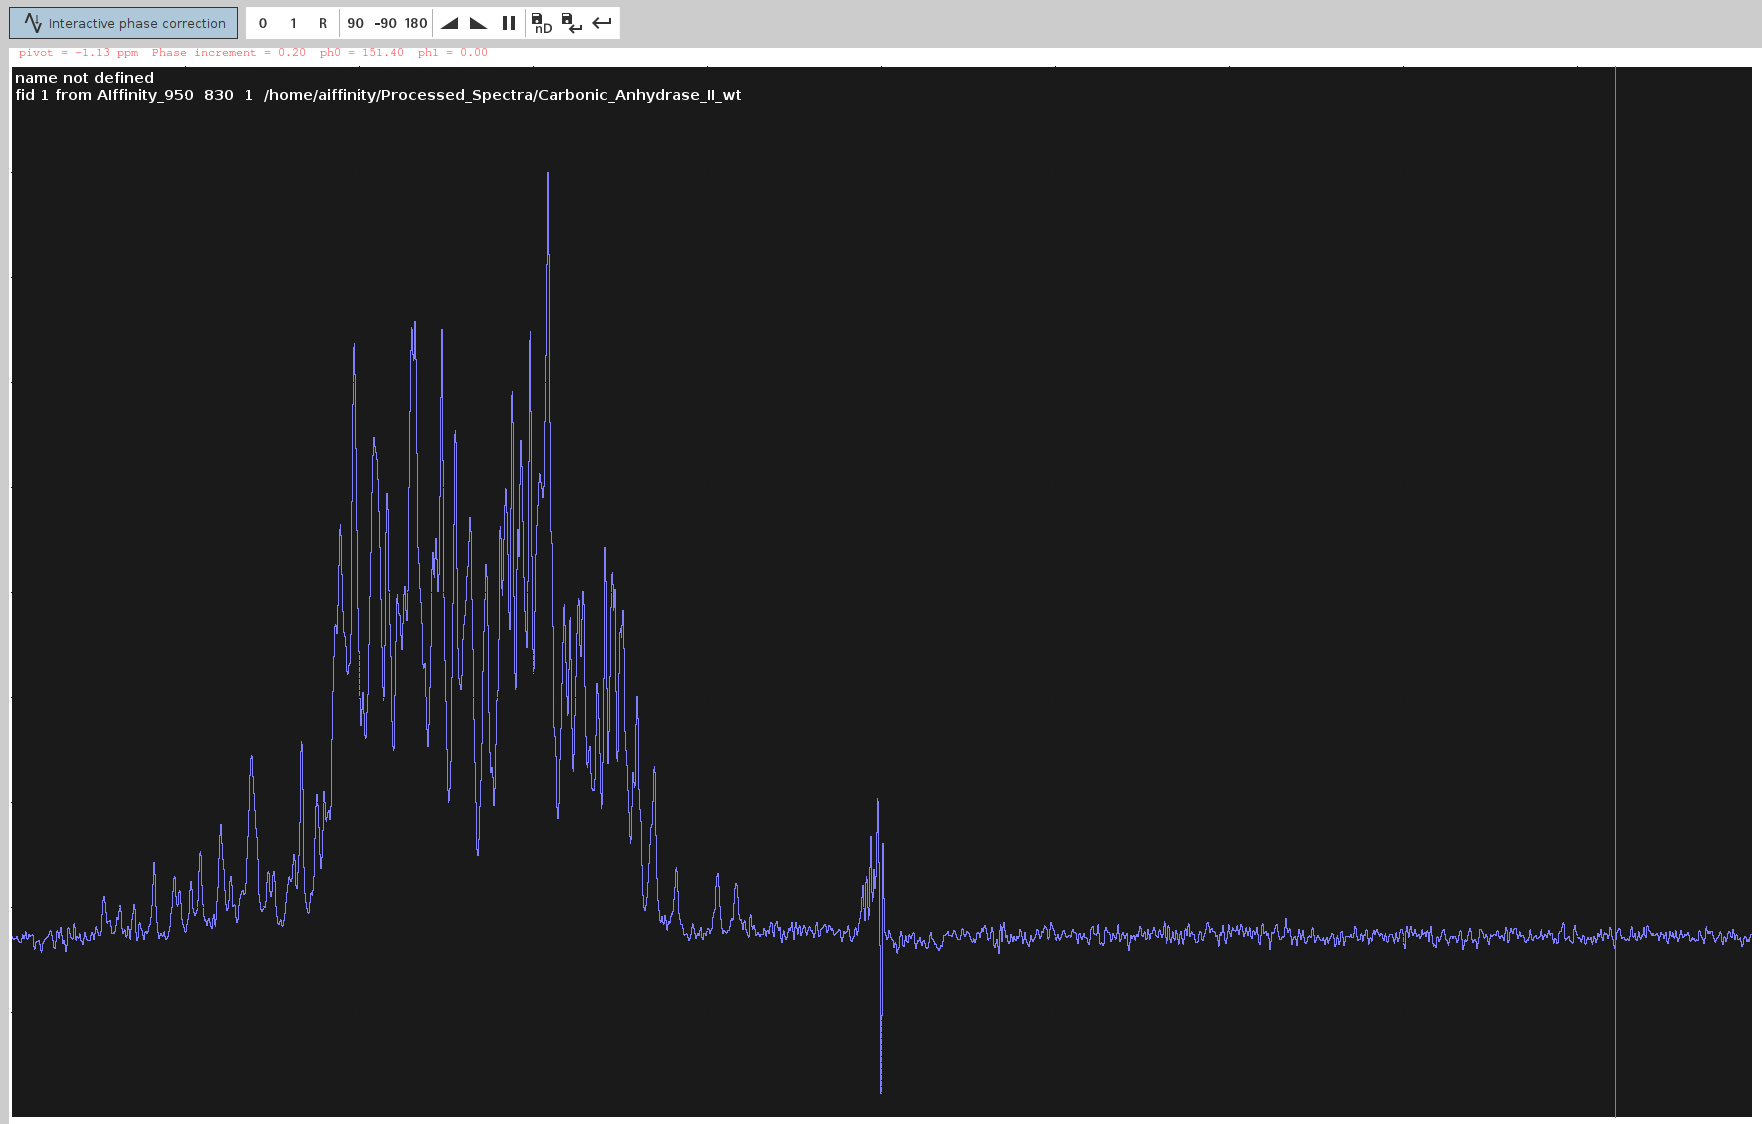 Interactive phase correction 0 1 R 90 -90 180 nD
pivot = -1.13 ppm Phase increment = 0.20 ph0 = 151.40 ph1 = 0.00
name not defined
fid 1 from AIffinity_950 830 1 /home/aiffinity/Processed_Spectra/Carbonic_Anhydrase_II_wt